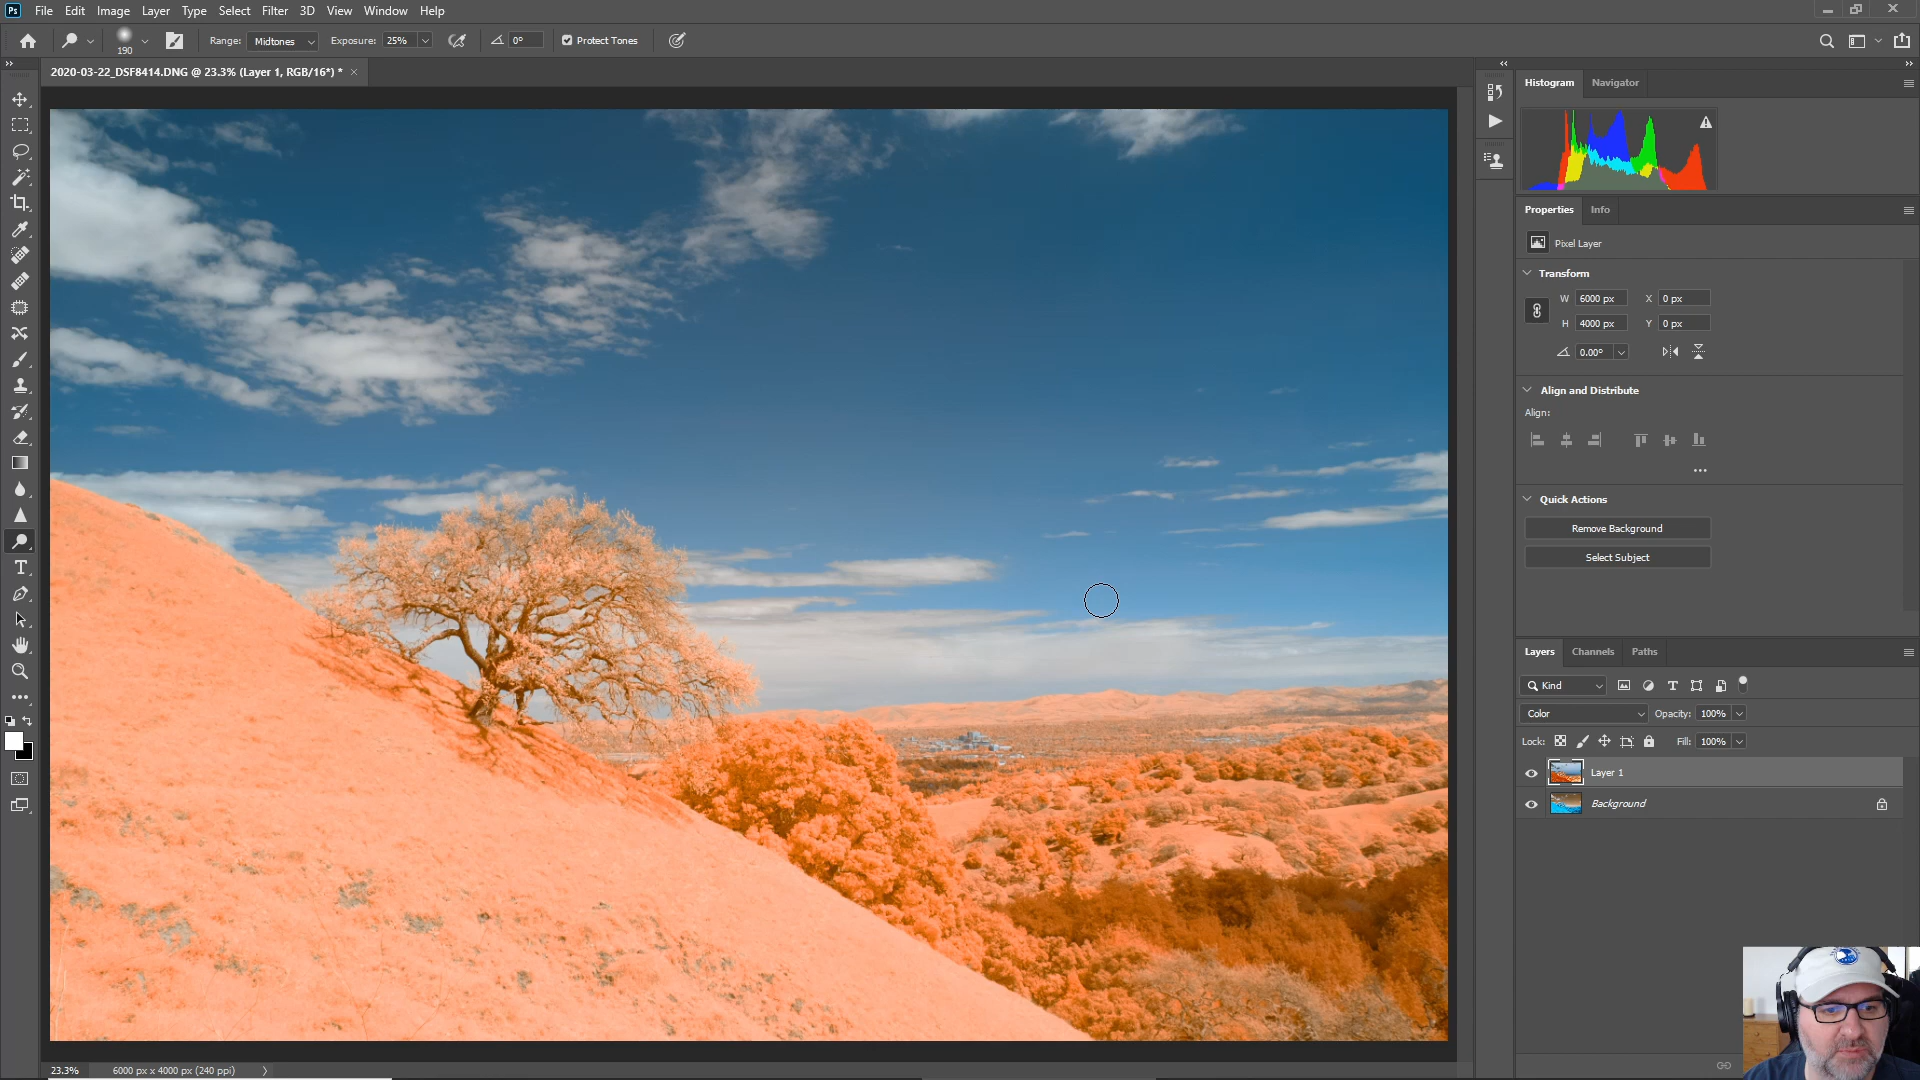 Ps File Edit Image Layer Type Select Filter 3D View Window Help
190 Range: Midtones Exposure: 25% 0° Protect Tones
2020-03-22_DSF8414.DNG @ 23.3% (Layer 1, RGB/16*) * ×
Histogram Navigator
Properties Info
Pixel Layer
Transform
W 6000 px X 0 px
H 4000 px Y 0 px
0.00°
Align and Distribute
Align:
Quick Actions
Remove Background
Select Subject
Layers Channels Paths
Kind
Color Opacity: 100%
Lock: Fill: 100%
Layer 1
Background
23.3% 6000 px x 4000 px (240 ppi)